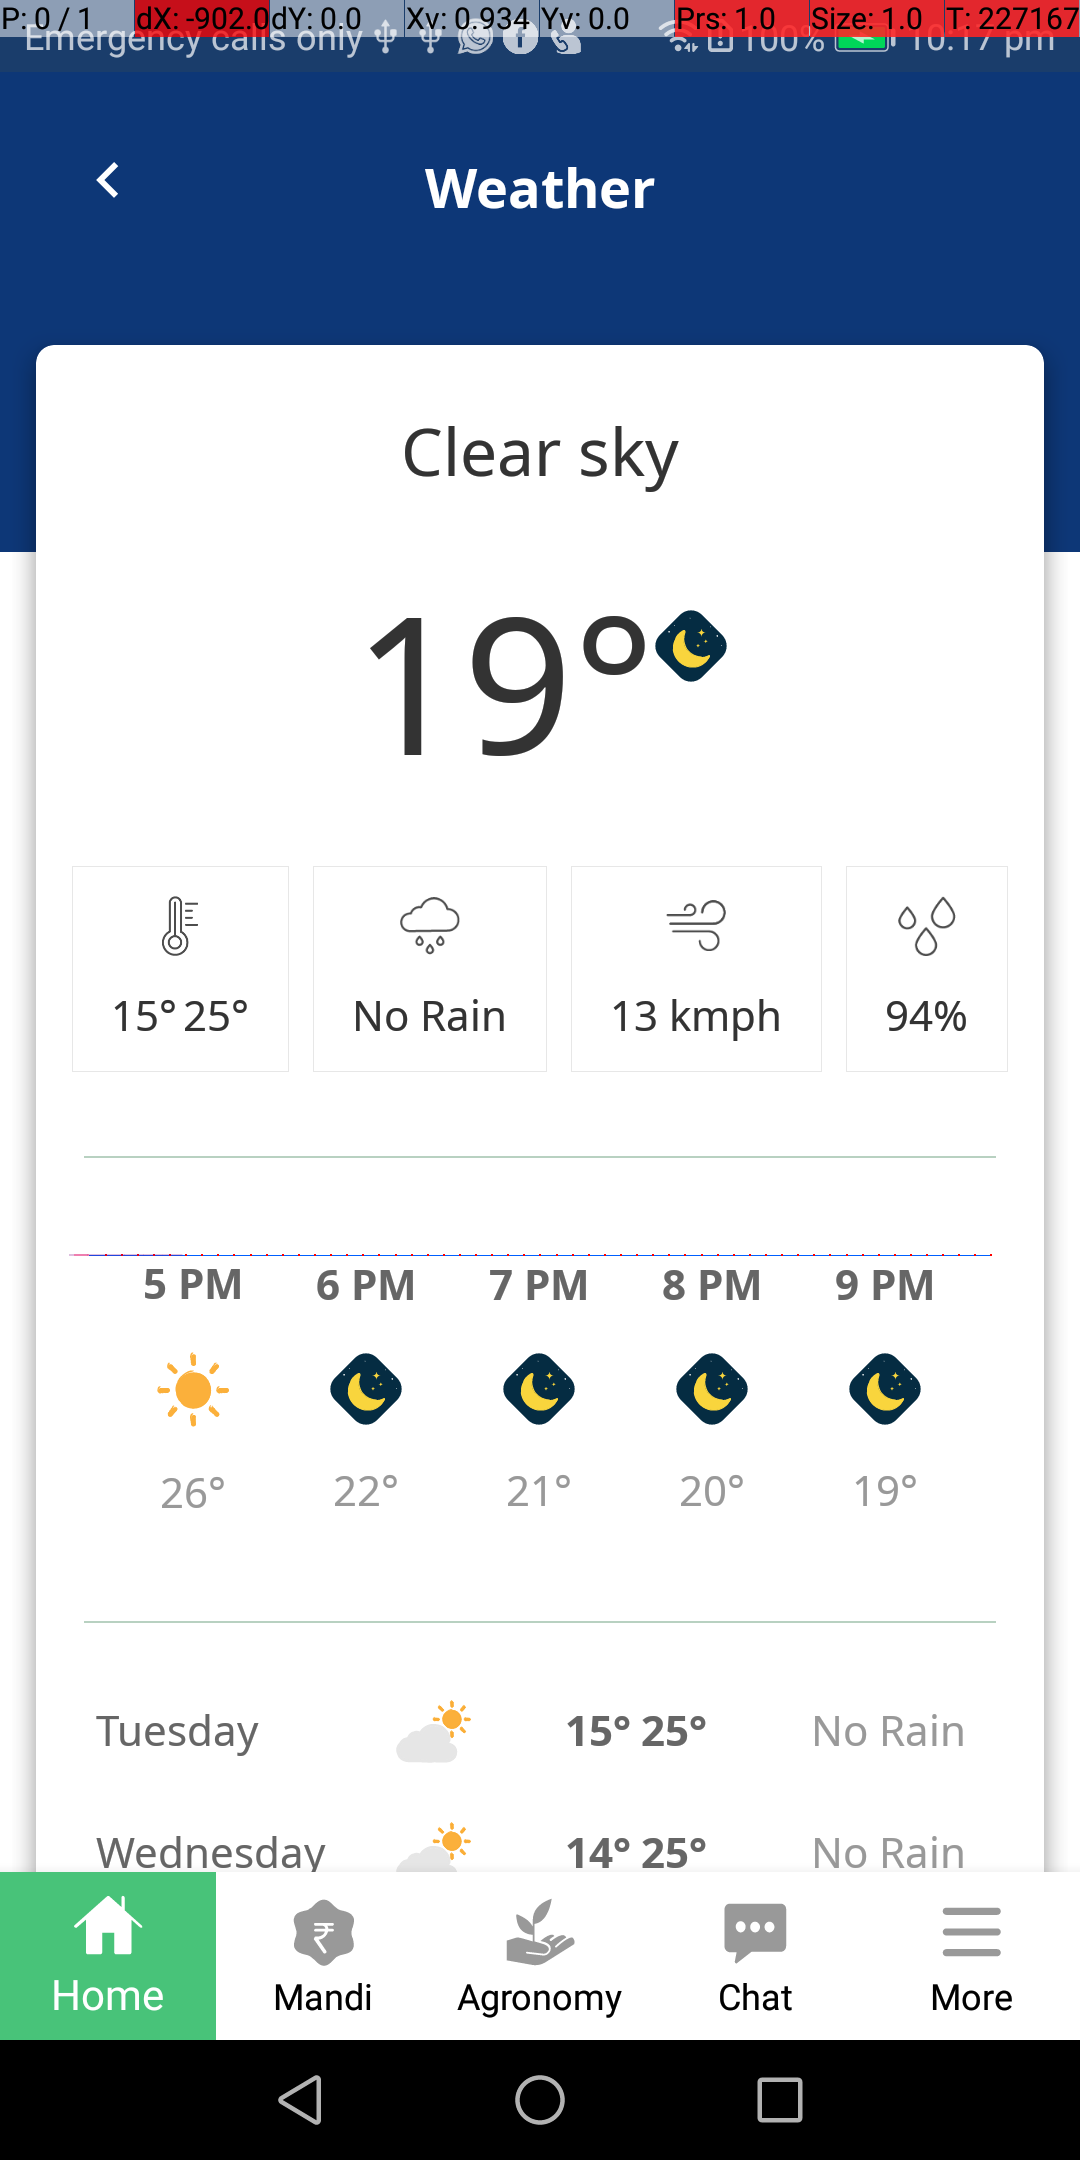 P: 0 / 1 dX: -902.0 dY: 0.0 Xv: 0.934 Yv: 0.0 Prs: 1.0 Size: 1.0 T: 227167
Emergency calls only 100% 10:17 pm
Weather
Clear sky
19°
15° 25° No Rain 13 kmph 94%
5 PM 6 PM 7 PM 8 PM 9 PM
26° 22° 21° 20° 19°
Tuesday 15° 25° No Rain
Wednesday 14° 25° No Rain
Home Mandi Agronomy Chat More